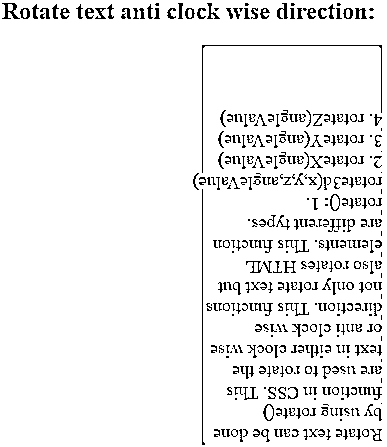 Rotate text anti clock wise direction:
Rotate text can be done
by using rotate()
function in CSS. This
are used to rotate the
text in either clock wise
or anti clock wise
direction. This functions
not only rotate text but
also rotates HTML
elements. This function
are different types.
rotate(): 1.
rotate3d(x,y,z,angleValue)
2. rotateX(angleValue)
3. rotateY(angleValue)
4. rotateZ(angleValue)